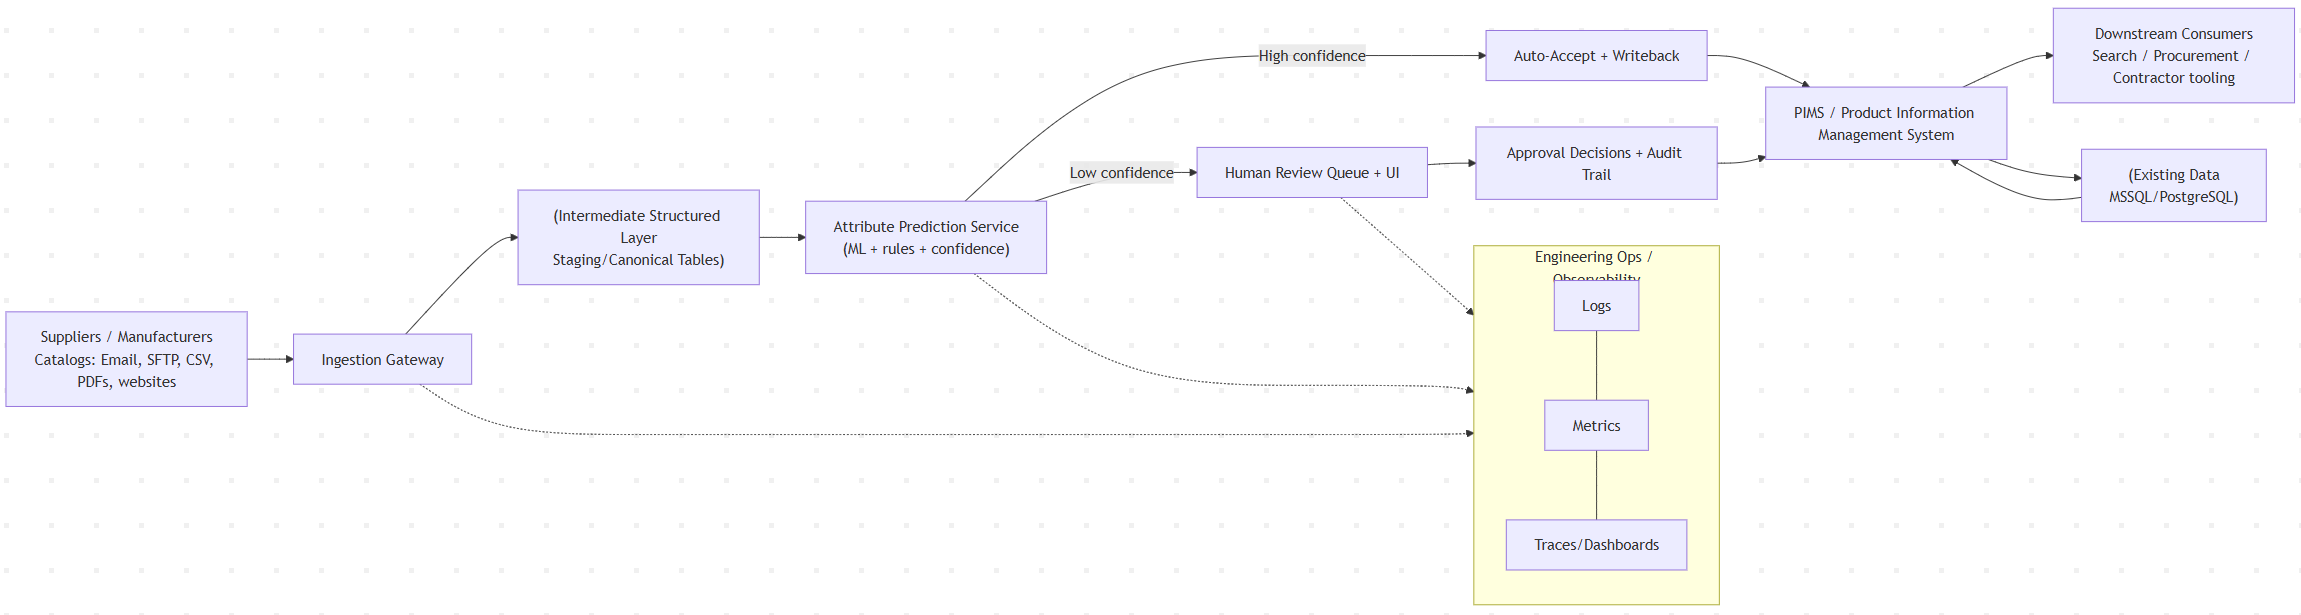 Suppliers / Manufacturers
Catalogs: Email, SFTP, CSV,
PDFs, websites
Ingestion Gateway
(Intermediate Structured
Layer
Staging/Canonical Tables)
Attribute Prediction Service
(ML + rules + confidence)
High confidence
Low confidence
Human Review Queue + UI
Auto-Accept + Writeback
Approval Decisions + Audit
Trail
Engineering Ops /
Observability
Logs
Metrics
Traces/Dashboards
PIMS / Product Information
Management System
Downstream Consumers
Search / Procurement /
Contractor tooling
(Existing Data
MSSQL/PostgreSQL)